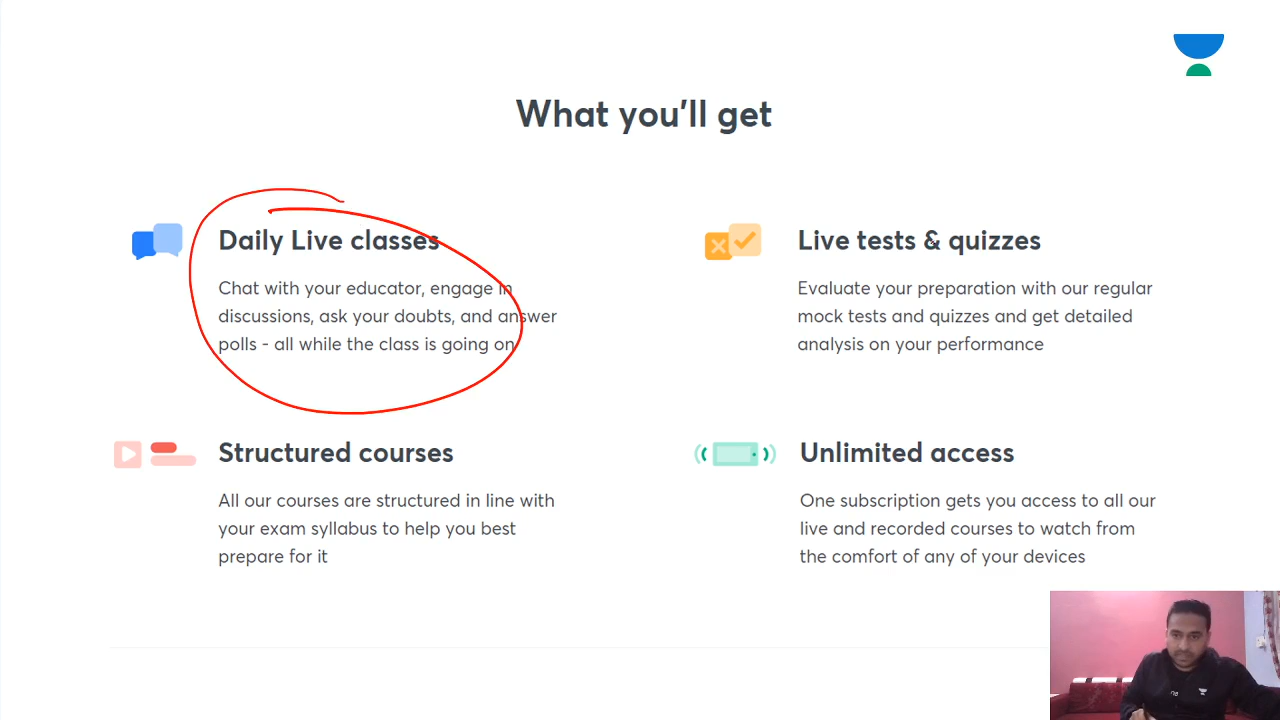 What you'll get
Daily Live classes
Chat with your educator, engage in
discussions, ask your doubts, and answer
polls - all while the class is going on
Live tests & quizzes
Evaluate your preparation with our regular
mock tests and quizzes and get detailed
analysis on your performance
Structured courses
All our courses are structured in line with
your exam syllabus to help you best
prepare for it
Unlimited access
One subscription gets you access to all our
live and recorded courses to watch from
the comfort of any of your devices